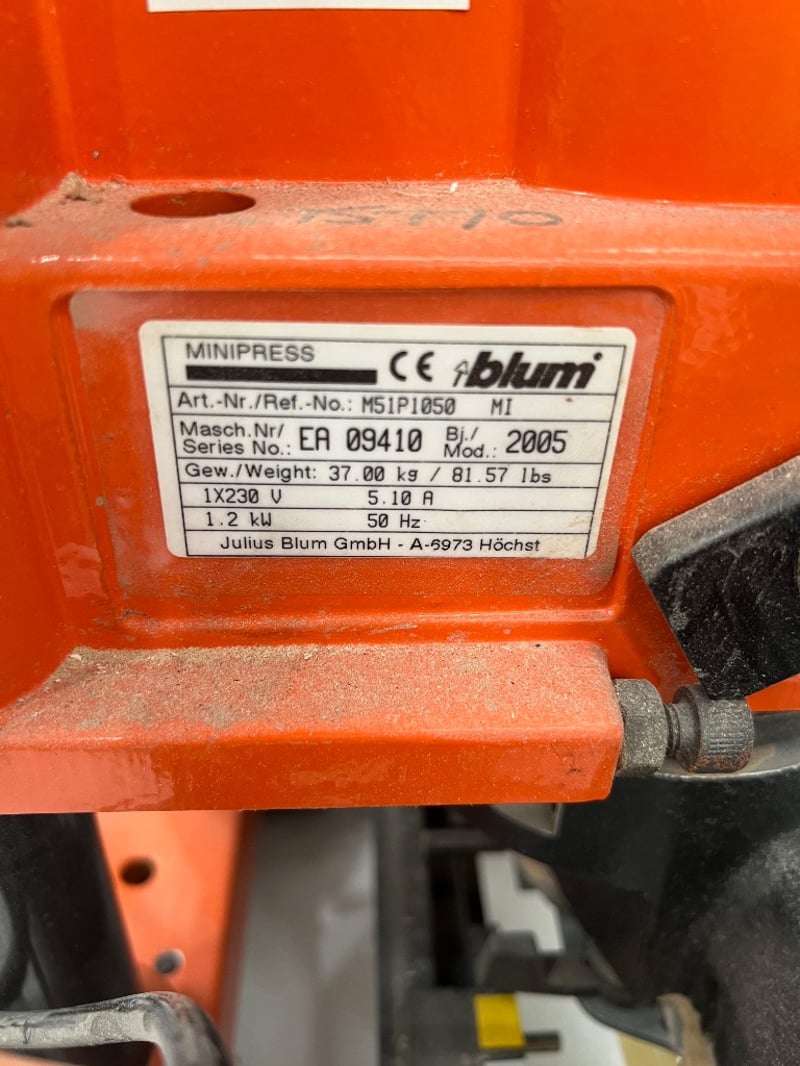 MINIPRESS
CE blum
Art.-Nr./Ref.-No.: M51P1050 MI
Masch.Nr/ Series No.: EA 09410 Bj./ Mod.: 2005
Gew./Weight: 37.00 kg / 81.57 lbs
1X230 V 5.10 A
1.2 kW 50 Hz
Julius Blum GmbH - A-6973 Höchst